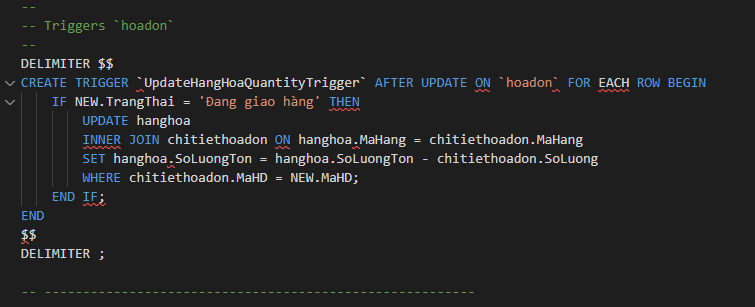 --
-- Triggers `hoadon`
--
DELIMITER $$
CREATE TRIGGER `UpdateHangHoaQuantityTrigger` AFTER UPDATE ON `hoadon` FOR EACH ROW BEGIN
    IF NEW.TrangThai = 'Đang giao hàng' THEN
        UPDATE hanghoa
        INNER JOIN chitiethoadon ON hanghoa.MaHang = chitiethoadon.MaHang
        SET hanghoa.SoLuongTon = hanghoa.SoLuongTon - chitiethoadon.SoLuong
        WHERE chitiethoadon.MaHD = NEW.MaHD;
    END IF;
END
$$
DELIMITER ;
-- --------------------------------------------------------